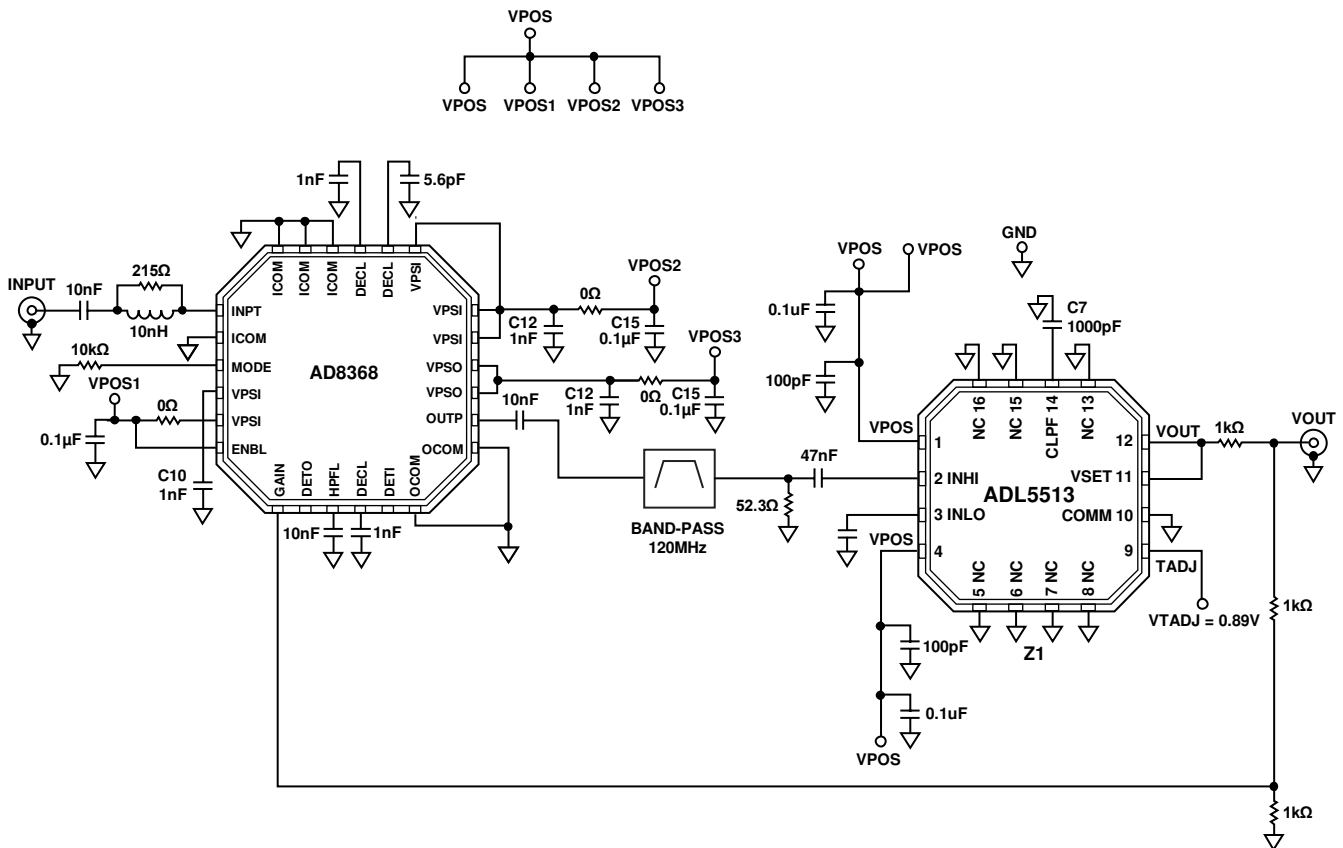 VPOS
VPOS VPOS1 VPOS2 VPOS3
1nF
5.6pF
GND
VPOS
VPOS
INPUT
10nF
215Ω
10nH
ICOM
ICOM
ICOM
DECL
DECL
VPSI
INPT
ICOM
MODE
VPSI
VPSI
ENBL
AD8368
VPSI
VPSI
VPSO
VPSO
OUTP
OCOM
GAIN
DETO
HPFL
DECL
DETI
OCOM
10kΩ
VPOS1
0Ω
0.1µF
C10
1nF
10nF
1nF
VPOS2
0Ω
C12
1nF
C15
0.1µF
VPOS3
C12
1nF
0Ω
C15
0.1µF
10nF
BAND-PASS
120MHz
52.3Ω
47nF
0.1uF
100pF
VPOS
VPOS
C7
1000pF
NC 16
NC 15
CLPF 14
NC 13
1
2 INHI
3 INLO
4
ADL5513
12
VSET 11
COMM 10
9
5 NC
6 NC
7 NC
8 NC
Z1
VOUT
1kΩ
VOUT
TADJ
VTADJ = 0.89V
1kΩ
100pF
0.1uF
VPOS
1kΩ